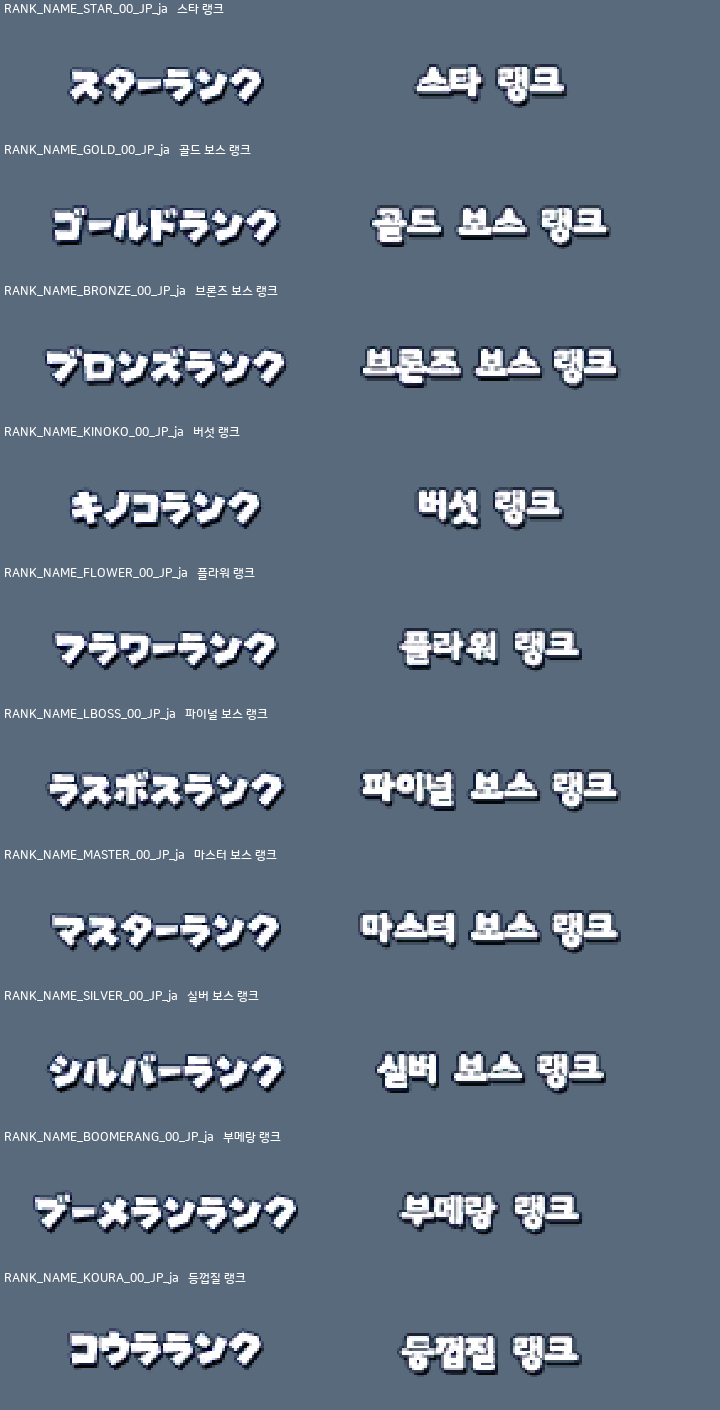 RANK_NAME_STAR_00_JP_ja 스타 랭크
スターランク 스타 랭크
RANK_NAME_GOLD_00_JP_ja 골드 보스 랭크
ゴールドランク 골드 보스 랭크
RANK_NAME_BRONZE_00_JP_ja 브론즈 보스 랭크
ブロンズランク 브론즈 보스 랭크
RANK_NAME_KINOKO_00_JP_ja 버섯 랭크
キノコランク 버섯 랭크
RANK_NAME_FLOWER_00_JP_ja 플라워 랭크
フラワーランク 플라워 랭크
RANK_NAME_LBOSS_00_JP_ja 파이널 보스 랭크
ラスボスランク 파이널 보스 랭크
RANK_NAME_MASTER_00_JP_ja 마스터 보스 랭크
マスターランク 마스터 보스 랭크
RANK_NAME_SILVER_00_JP_ja 실버 보스 랭크
シルバーランク 실버 보스 랭크
RANK_NAME_BOOMERANG_00_JP_ja 부메랑 랭크
ブーメランランク 부메랑 랭크
RANK_NAME_KOURA_00_JP_ja 등껍질 랭크
コウラランク 등껍질 랭크